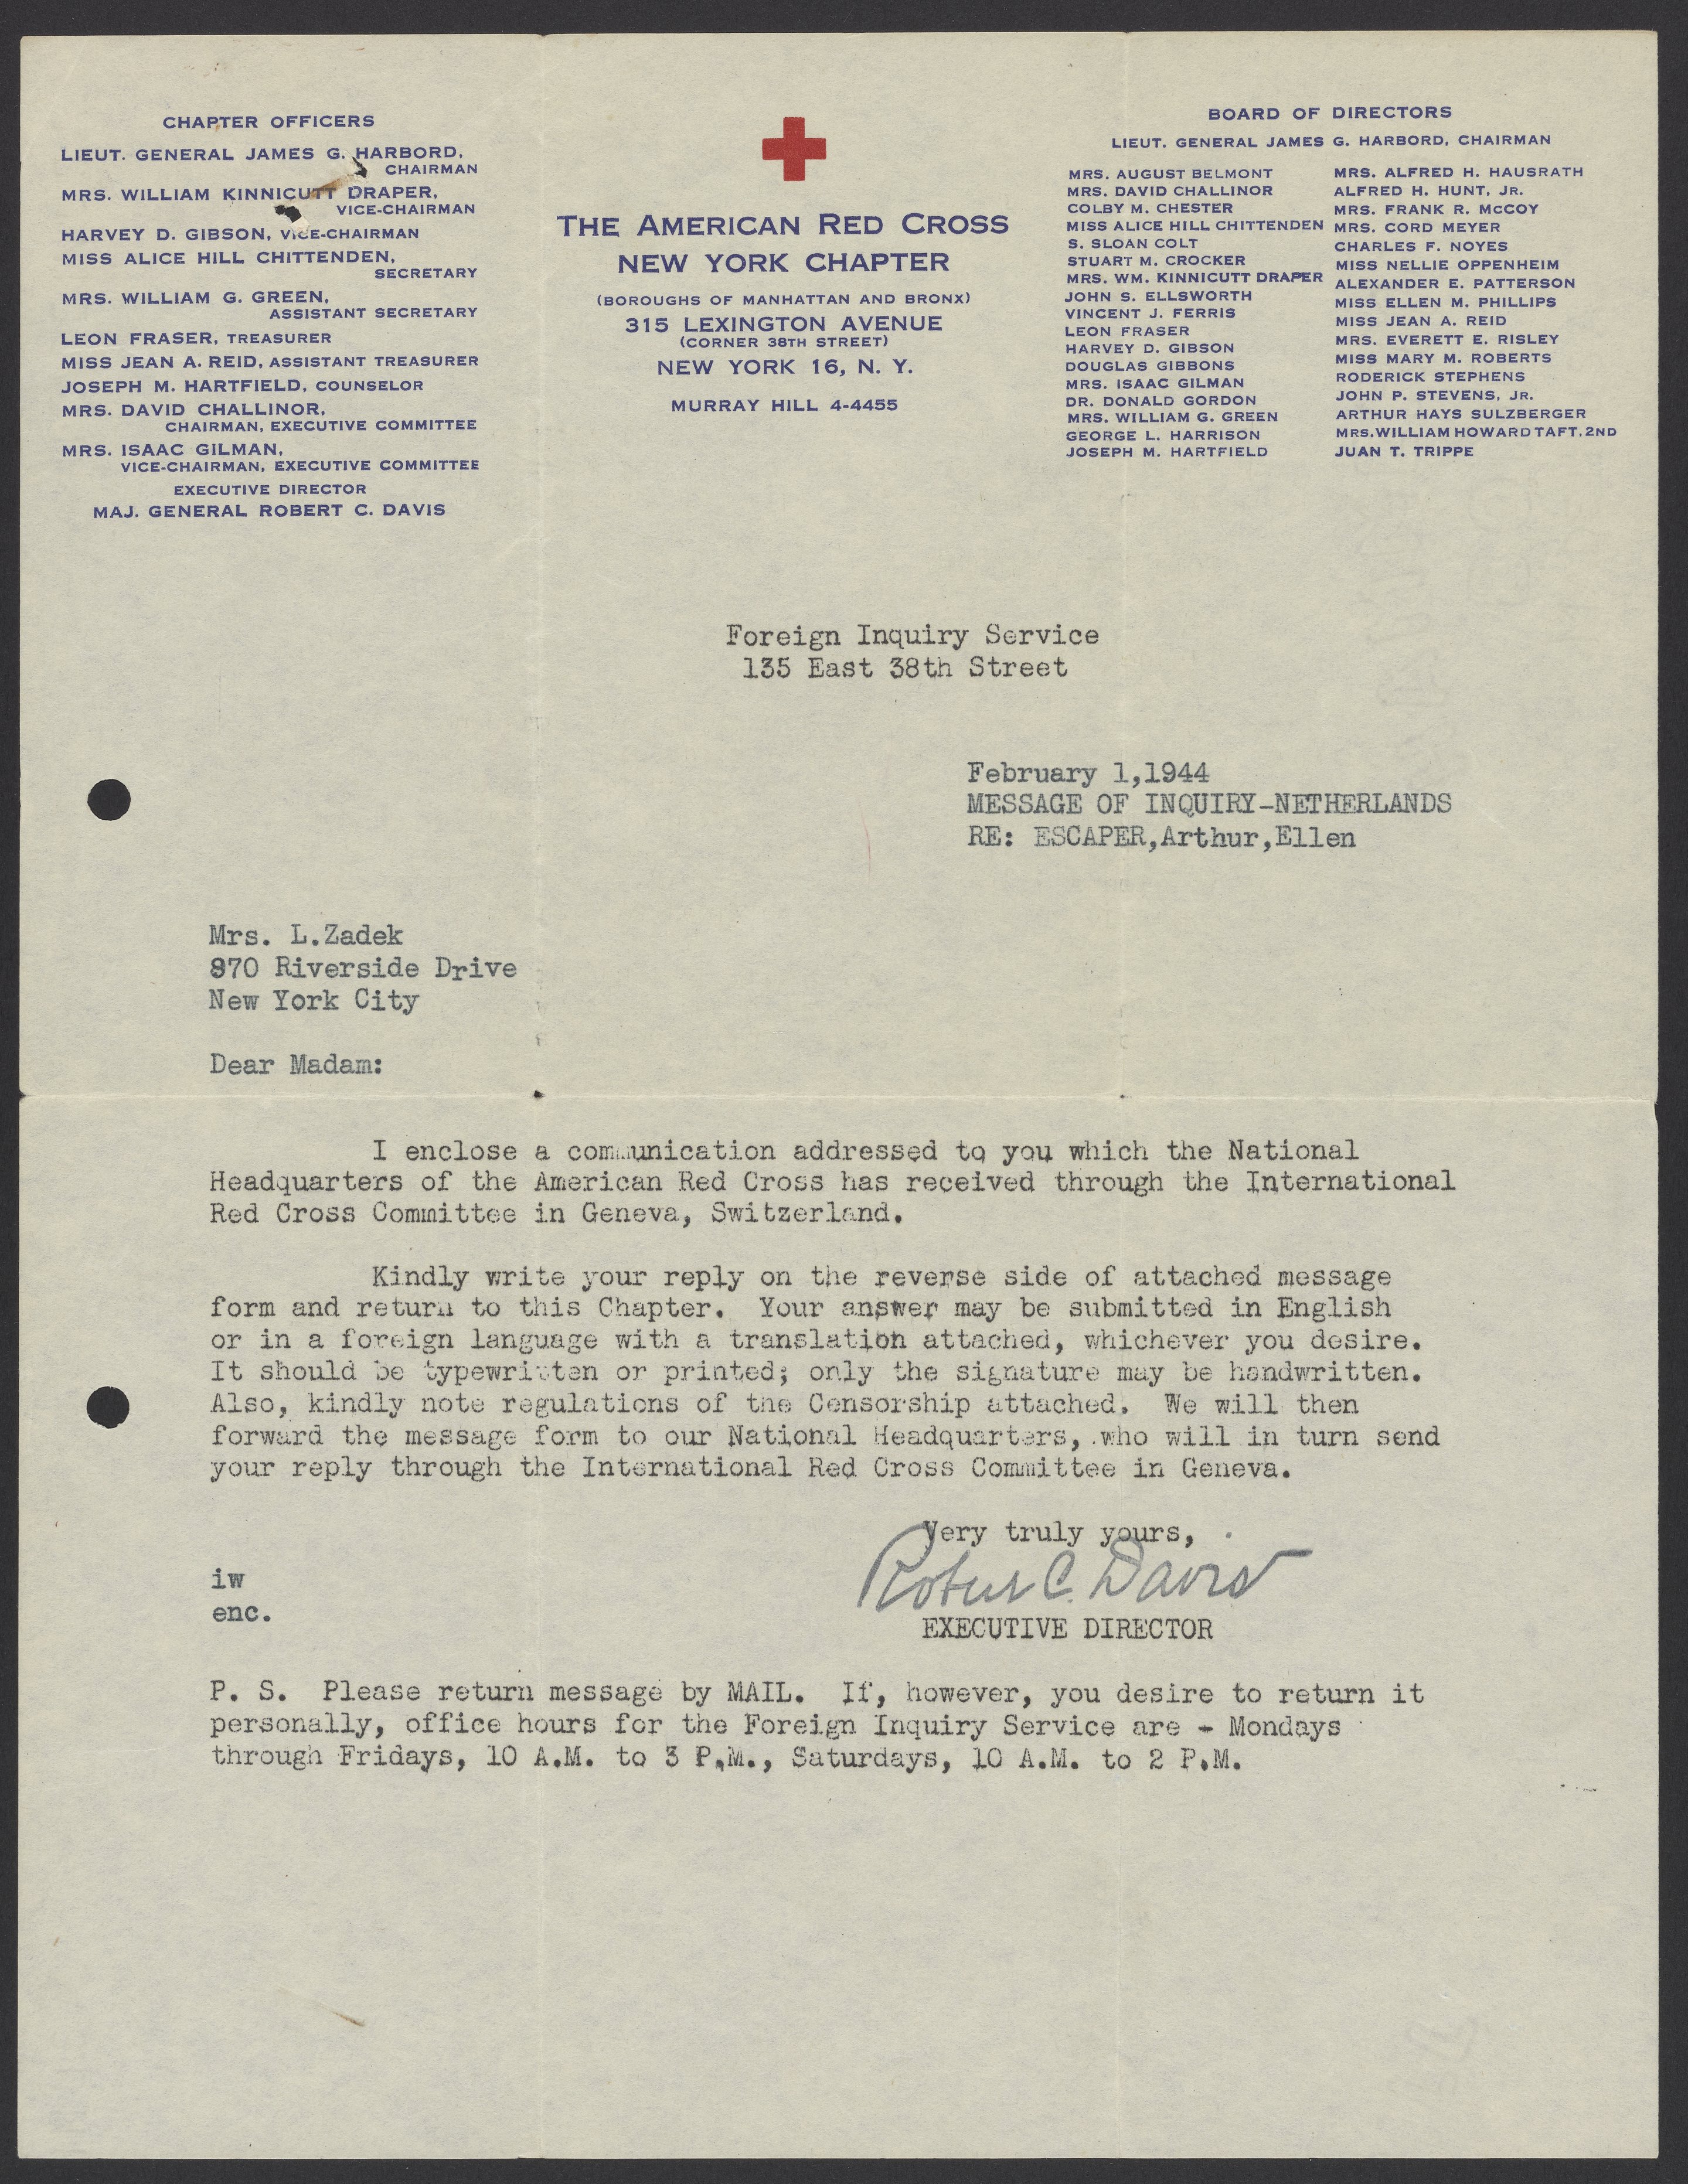 CHAPTER OFFICERS
LIEUT. GENERAL JAMES G. HARBORD,
CHAIRMAN
MRS. WILLIAM KINNICUTT DRAPER,
VICE-CHAIRMAN
HARVEY D. GIBSON, VICE-CHAIRMAN
MISS ALICE HILL CHITTENDEN,
SECRETARY
MRS. WILLIAM G. GREEN,
ASSISTANT SECRETARY
LEON FRASER, TREASURER
MISS JEAN A. REID, ASSISTANT TREASURER
JOSEPH M. HARTFIELD, COUNSELOR
MRS. DAVID CHALLINOR,
CHAIRMAN, EXECUTIVE COMMITTEE
MRS. ISAAC GILMAN,
VICE-CHAIRMAN, EXECUTIVE COMMITTEE
EXECUTIVE DIRECTOR
MAJ. GENERAL ROBERT C. DAVIS
THE AMERICAN RED CROSS
NEW YORK CHAPTER
(BOROUGHS OF MANHATTAN AND BRONX)
315 LEXINGTON AVENUE
(CORNER 38TH STREET)
NEW YORK 16, N. Y.
MURRAY HILL 4-4455
BOARD OF DIRECTORS
LIEUT. GENERAL JAMES G. HARBORD, CHAIRMAN
MRS. AUGUST BELMONT
MRS. DAVID CHALLINOR
COLBY M. CHESTER
MISS ALICE HILL CHITTENDEN
S. SLOAN COLT
STUART M. CROCKER
MRS. WM. KINNICUTT DRAPER
JOHN S. ELLSWORTH
VINCENT J. FERRIS
LEON FRASER
HARVEY D. GIBSON
DOUGLAS GIBBONS
MRS. ISAAC GILMAN
DR. DONALD GORDON
MRS. WILLIAM G. GREEN
GEORGE L. HARRISON
JOSEPH M. HARTFIELD
MRS. ALFRED H. HAUSRATH
ALFRED H. HUNT, JR.
MRS. FRANK R. McCOY
MRS. CORD MEYER
CHARLES F. NOYES
MISS NELLIE OPPENHEIM
ALEXANDER E. PATTERSON
MISS ELLEN M. PHILLIPS
MISS JEAN A. REID
MRS. EVERETT E. RISLEY
MISS MARY M. ROBERTS
RODERICK STEPHENS
JOHN P. STEVENS, JR.
ARTHUR HAYS SULZBERGER
MRS. WILLIAM HOWARD TAFT, 2ND
JUAN T. TRIPPE
Foreign Inquiry Service
135 East 38th Street
February 1,1944
MESSAGE OF INQUIRY-NETHERLANDS
RE: ESCAPER,Arthur,Ellen
Mrs. L.Zadek
870 Riverside Drive
New York City
Dear Madam:
I enclose a communication addressed to you which the National
Headquarters of the American Red Cross has received through the International
Red Cross Committee in Geneva, Switzerland.
Kindly write your reply on the reverse side of attached message
form and return to this Chapter. Your answer may be submitted in English
or in a foreign language with a translation attached, whichever you desire.
It should be typewritten or printed; only the signature may be handwritten.
Also, kindly note regulations of the Censorship attached. We will then
forward the message form to our National Headquarters, who will in turn send
your reply through the International Red Cross Committee in Geneva.
Very truly yours,
Robert C. Davis
EXECUTIVE DIRECTOR
iw
enc.
P. S. Please return message by MAIL. If, however, you desire to return it
personally, office hours for the Foreign Inquiry Service are - Mondays
through Fridays, 10 A.M. to 3 P.M., Saturdays, 10 A.M. to 2 P.M.